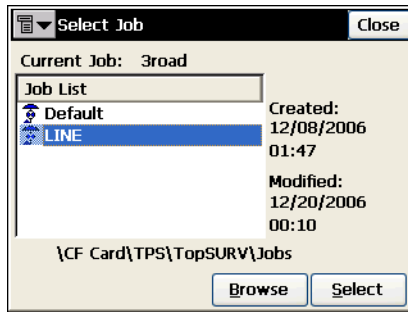 Select Job
Close
Current Job: 3road
Job List
Default
LINE
Created:
12/08/2006
01:47
Modified:
12/20/2006
00:10
\CF Card\TPS\TopSURV\Jobs
Browse
Select